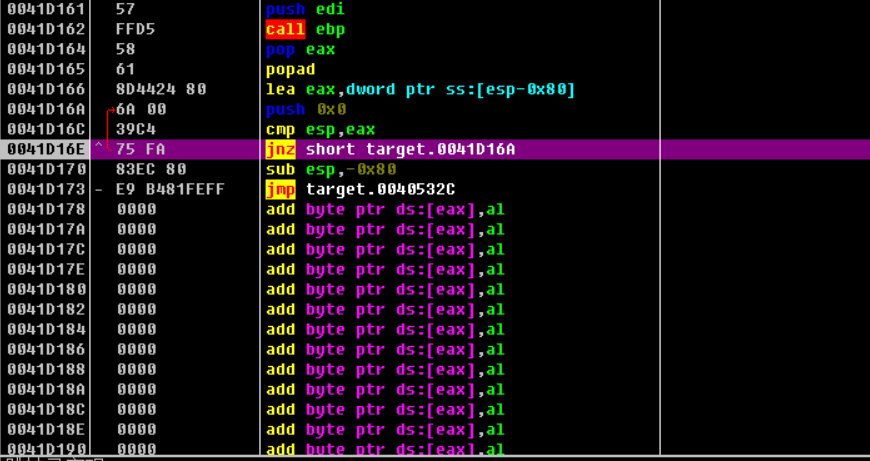 0041D161 57 push edi
0041D162 FFD5 call ebp
0041D164 58 pop eax
0041D165 61 popad
0041D166 8D4424 80 lea eax,dword ptr ss:[esp-0x80]
0041D16A 6A 00 push 0x0
0041D16C 39C4 cmp esp,eax
0041D16E ^ 75 FA jnz short target.0041D16A
0041D170 83EC 80 sub esp,-0x80
0041D173 - E9 B481FEFF jmp target.0040532C
0041D178 0000 add byte ptr ds:[eax],al
0041D17A 0000 add byte ptr ds:[eax],al
0041D17C 0000 add byte ptr ds:[eax],al
0041D17E 0000 add byte ptr ds:[eax],al
0041D180 0000 add byte ptr ds:[eax],al
0041D182 0000 add byte ptr ds:[eax],al
0041D184 0000 add byte ptr ds:[eax],al
0041D186 0000 add byte ptr ds:[eax],al
0041D188 0000 add byte ptr ds:[eax],al
0041D18A 0000 add byte ptr ds:[eax],al
0041D18C 0000 add byte ptr ds:[eax],al
0041D18E 0000 add byte ptr ds:[eax],al
0041D190 0000 add byte ptr ds:[eax],al